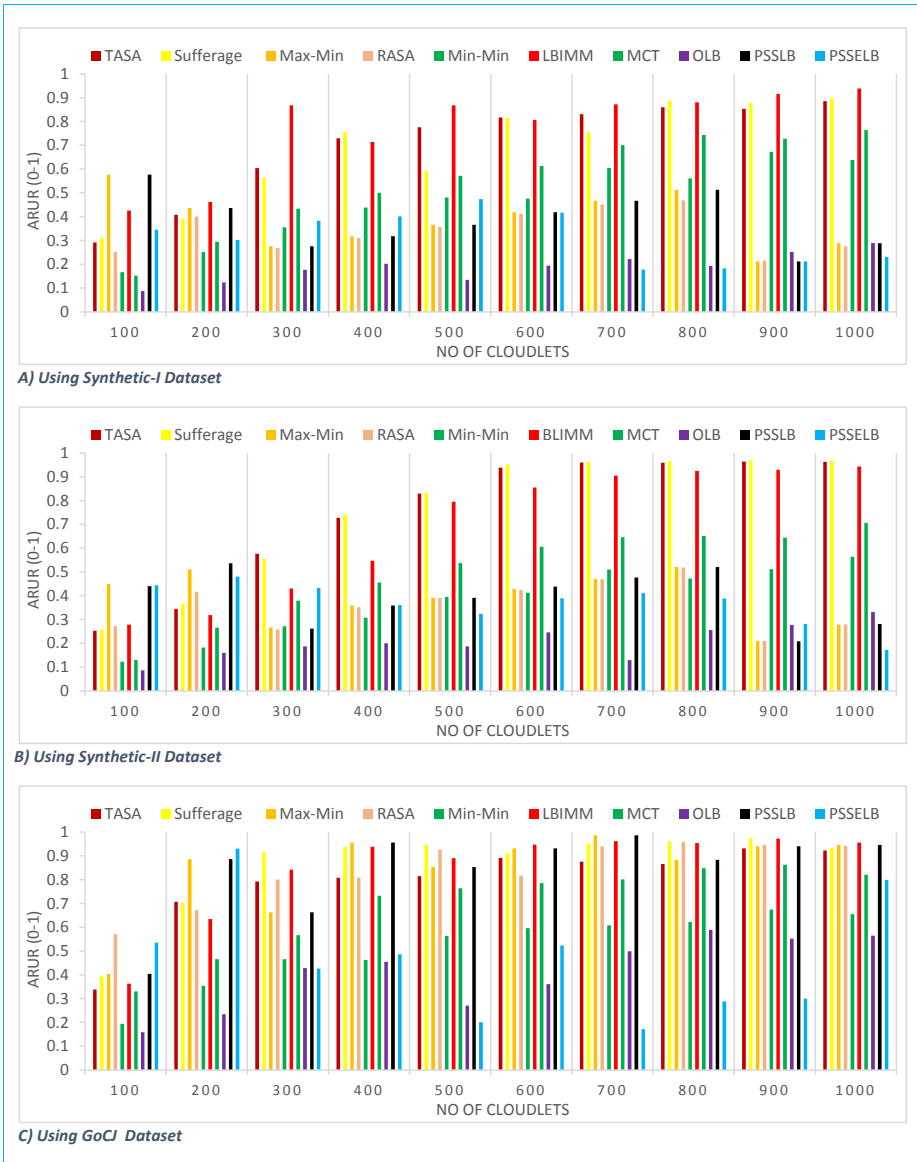 TASA Sufferage Max-Min RASA Min-Min LBIMM MCT OLB PSSLB PSSELB
1
0.9
0.8
0.7
0.6
0.5
0.4
0.3
0.2
0.1
0
ARUR (0-1)
100 200 300 400 500 600 700 800 900 1000
NO OF CLOUDLETS
A) Using Synthetic-I Dataset
TASA Sufferage Max-Min RASA Min-Min BLIMM MCT OLB PSSLB PSSELB
1
0.9
0.8
0.7
0.6
0.5
0.4
0.3
0.2
0.1
0
ARUR (0-1)
100 200 300 400 500 600 700 800 900 1000
NO OF CLOUDLETS
B) Using Synthetic-II Dataset
TASA Sufferage Max-Min RASA Min-Min LBIMM MCT OLB PSSLB PSSELB
1
0.9
0.8
0.7
0.6
0.5
0.4
0.3
0.2
0.1
0
ARUR (0-1)
100 200 300 400 500 600 700 800 900 1000
NO OF CLOUDLETS
C) Using GoCJ Dataset